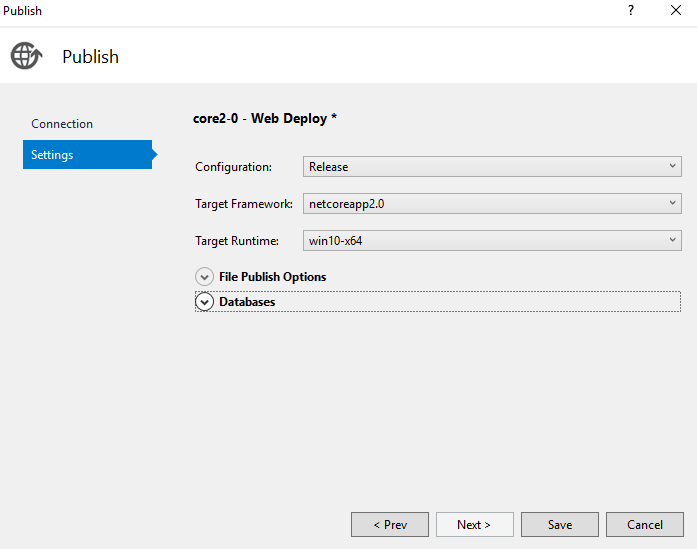 Publish
?
Publish
Connection
Settings
core2-0 - Web Deploy *
Configuration: Release
Target Framework: netcoreapp2.0
Target Runtime: win10-x64
File Publish Options
Databases
< Prev Next > Save Cancel